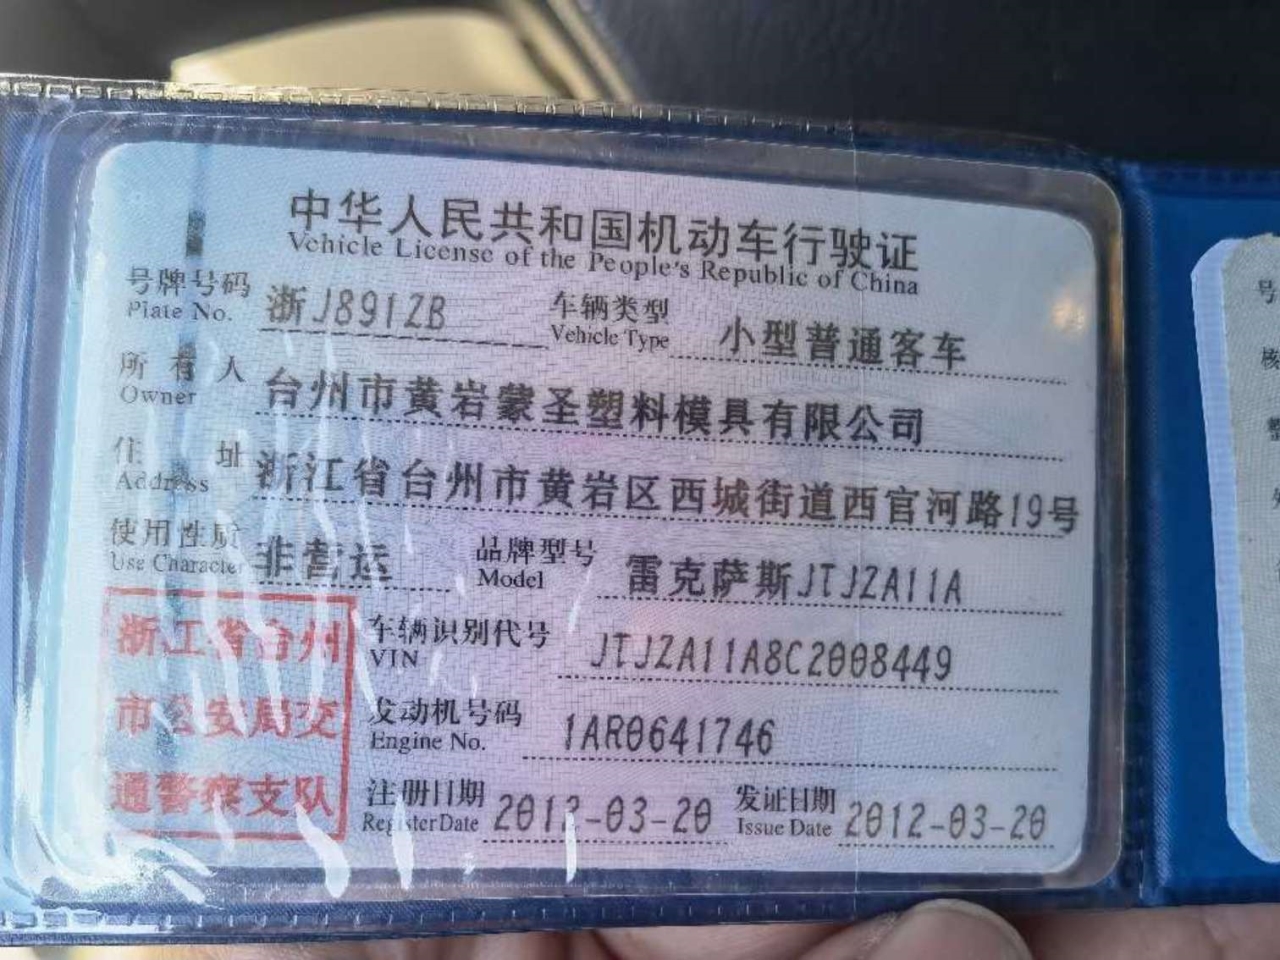 中华人民共和国机动车行驶证
Vehicle License of the People's Republic of China
号牌号码 浙J8912B 车辆类型 小型普通客车
Plate No. Vehicle Type
所有人 台州市黄岩蒙圣塑料模具有限公司
Owner
住址 浙江省台州市黄岩区西城街道西官河路19号
Address
使用性质 非营运 品牌型号 雷克萨斯JTJZA11A
Use Character Model
浙江省台州
市公安局交
通警察支队
车辆识别代号 JTJZA11A8C2008449
VIN
发动机号码 1AR0641746
Engine No.
注册日期 2012-03-20 发证日期 2012-03-20
Register Date Issue Date
号
核